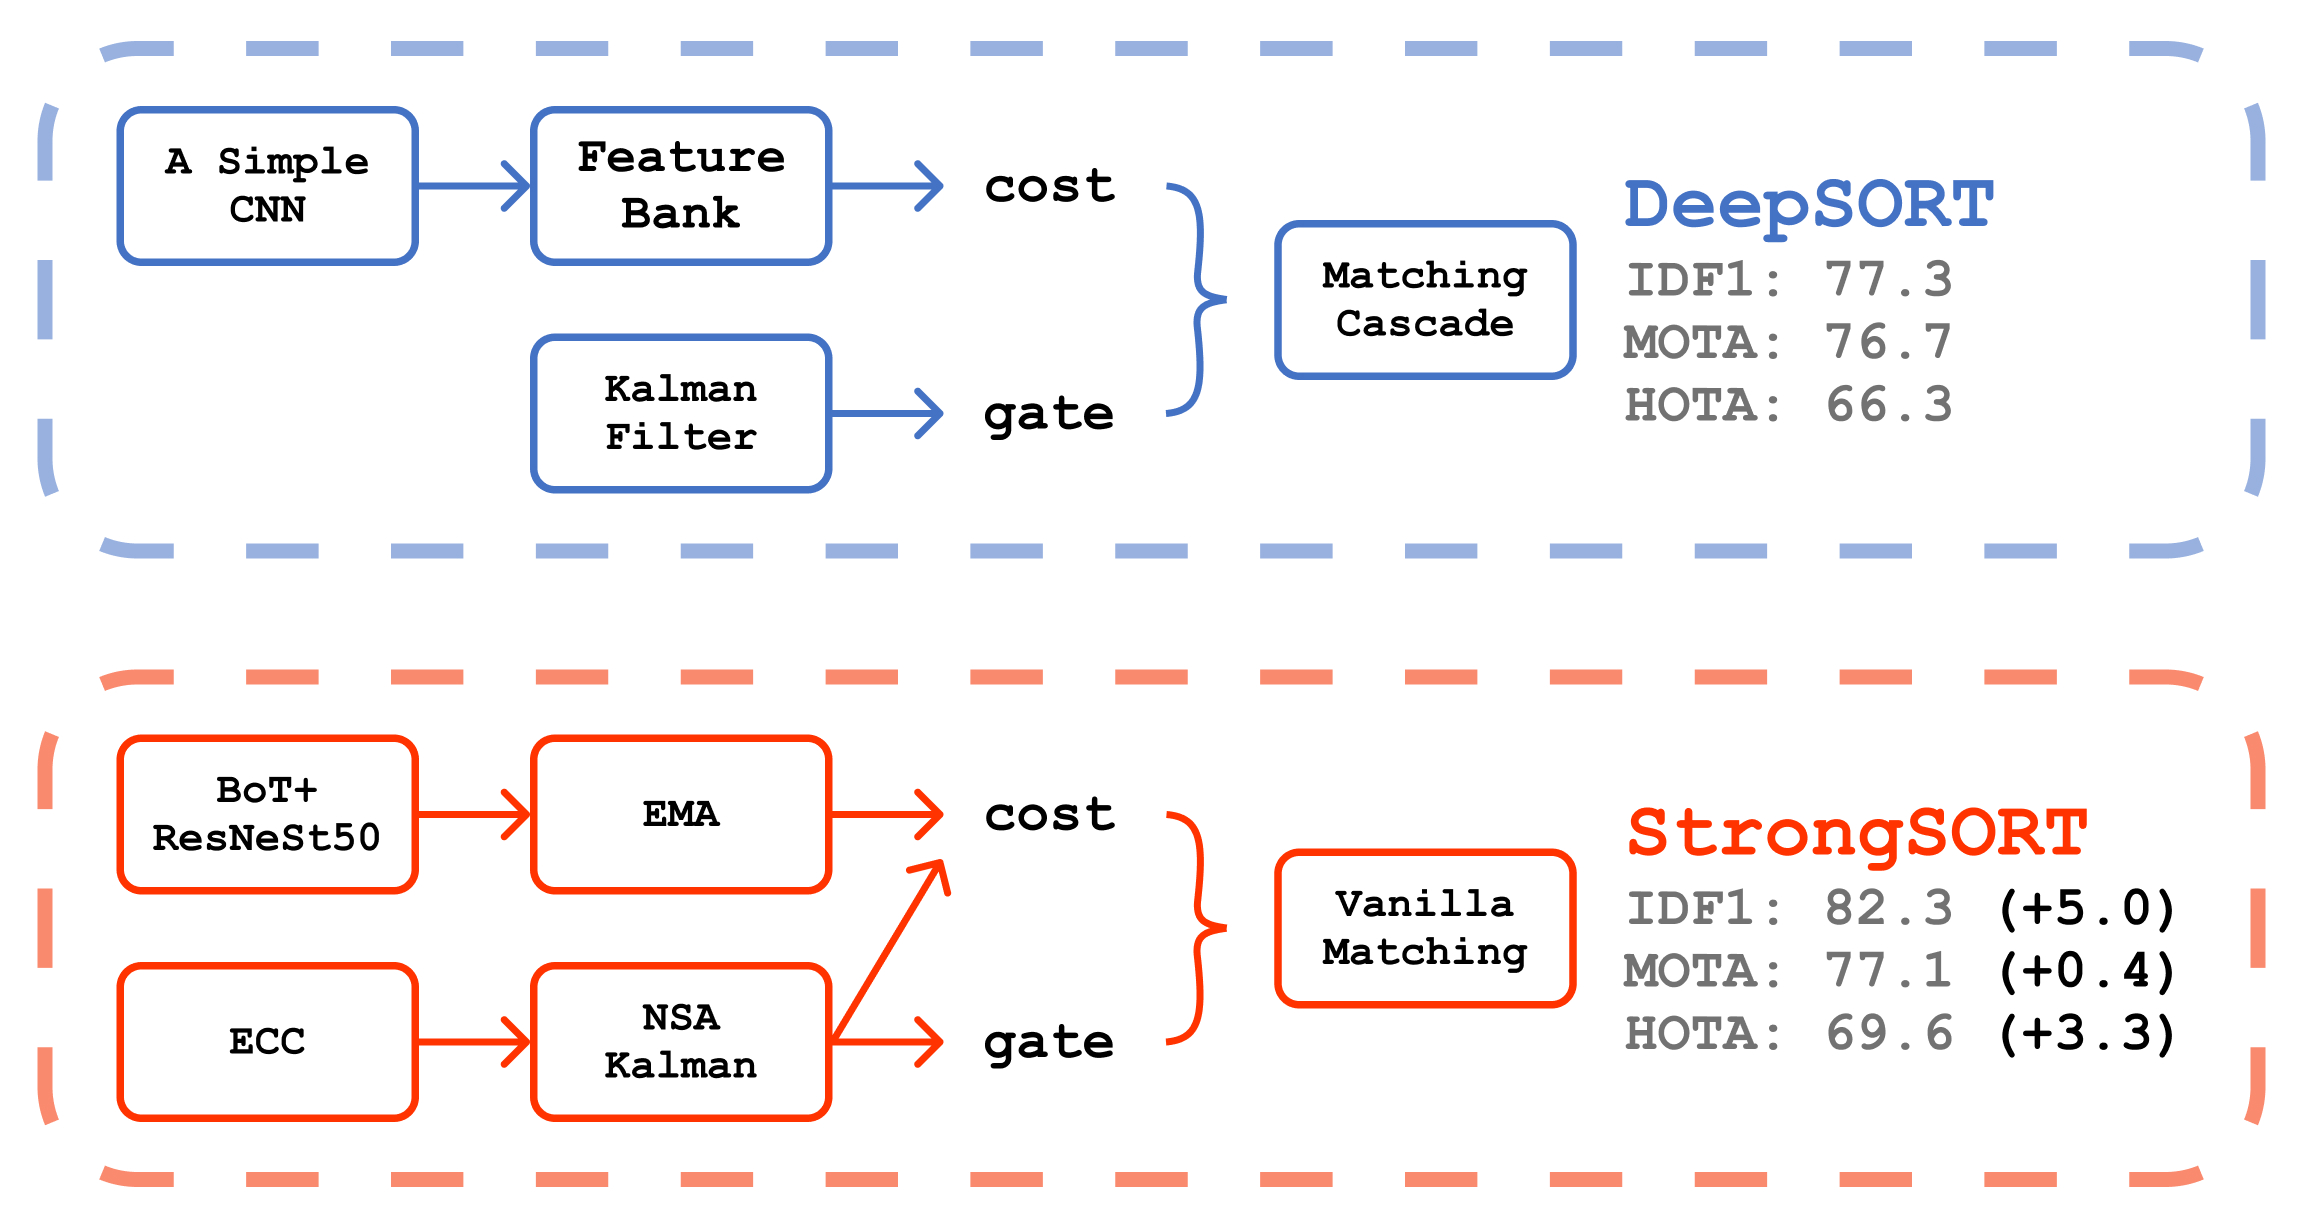 A Simple
CNN
Feature
Bank
cost
Kalman
Filter
gate
Matching
Cascade
DeepSORT
IDF1: 77.3
MOTA: 76.7
HOTA: 66.3
BoT+
ResNeSt50
EMA
cost
ECC
NSA
Kalman
gate
Vanilla
Matching
StrongSORT
IDF1: 82.3 (+5.0)
MOTA: 77.1 (+0.4)
HOTA: 69.6 (+3.3)